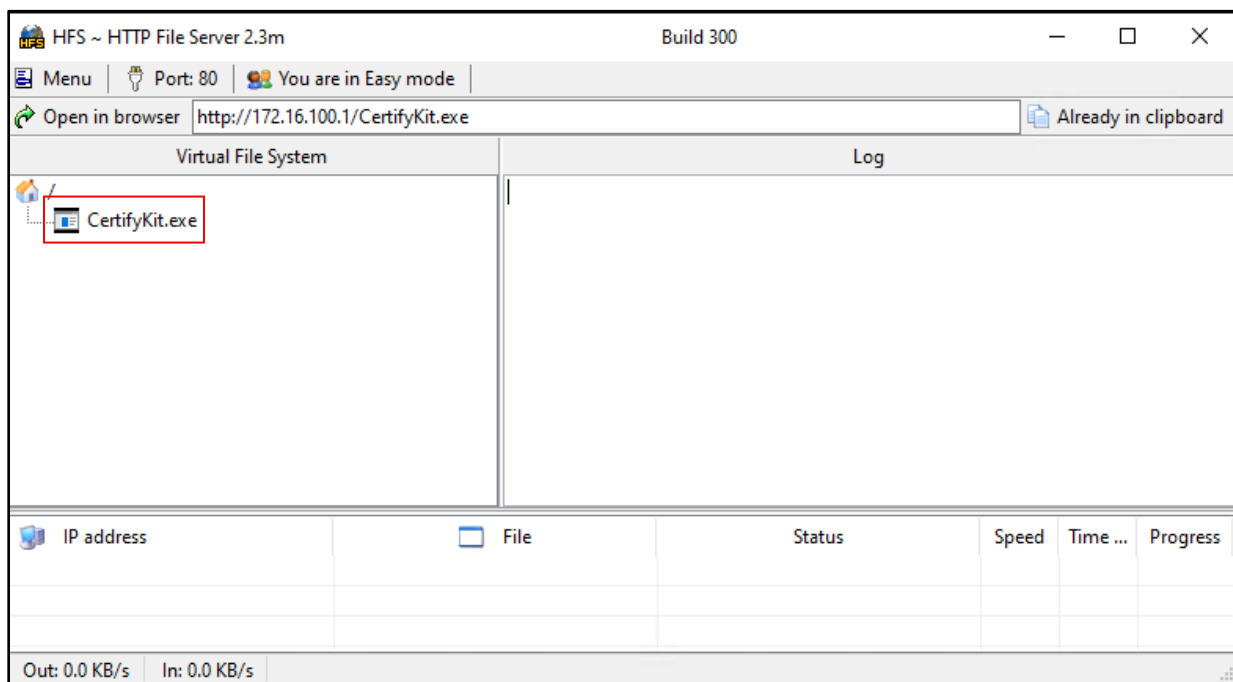 HFS ~ HTTP File Server 2.3m Build 300
Menu Port: 80 You are in Easy mode
Open in browser http://172.16.100.1/CertifyKit.exe Already in clipboard
Virtual File System Log
/
CertifyKit.exe
IP address File Status Speed Time ... Progress
Out: 0.0 KB/s In: 0.0 KB/s